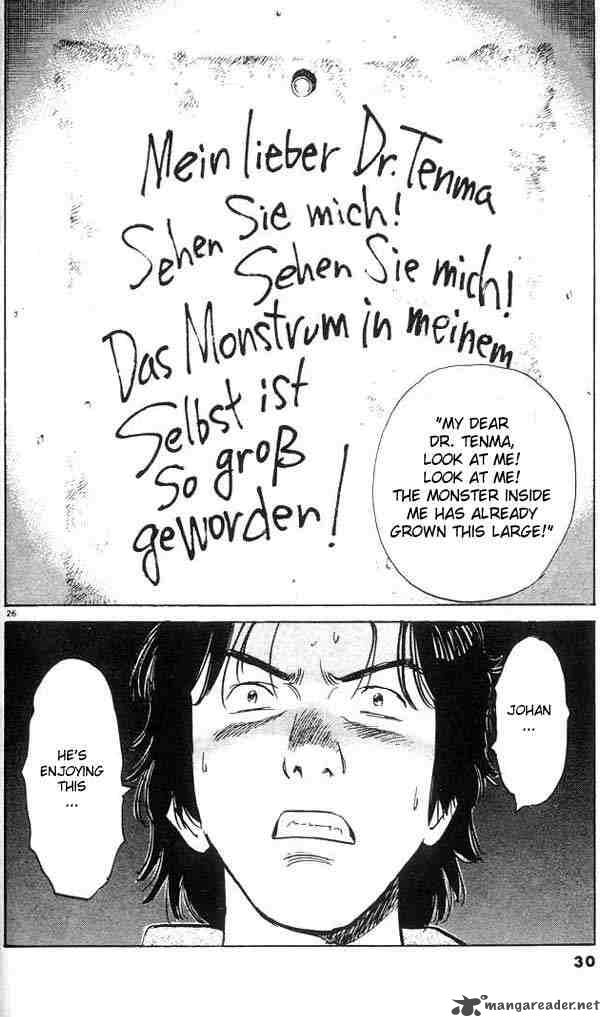 Mein lieber Dr. Tenma
Sehen Sie mich!
Sehen Sie mich!
Das Monstrum in meinem
Selbst ist
so groß
geworden!
"MY DEAR
DR. TENMA,
LOOK AT ME!
LOOK AT ME!
THE MONSTER INSIDE
ME HAS ALREADY
GROWN THIS LARGE!"
26
JOHAN
...
HE'S
ENJOYING
THIS
...
30
mangareader.net